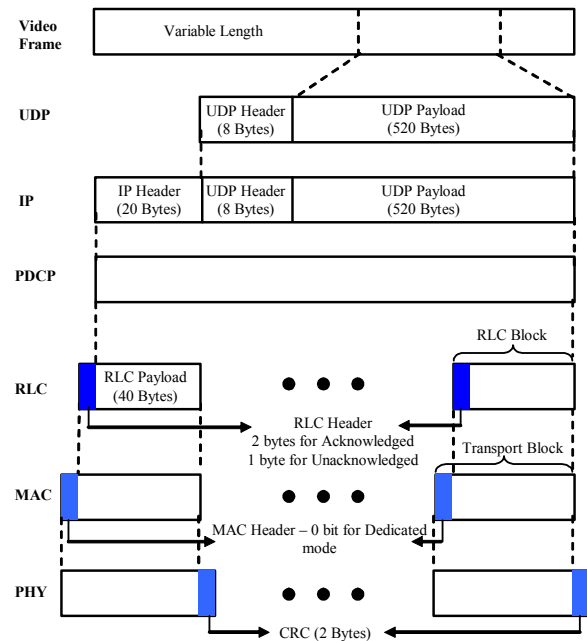 Video
Frame
Variable Length
UDP
UDP Header
(8 Bytes)
UDP Payload
(520 Bytes)
IP
IP Header
(20 Bytes)
UDP Header
(8 Bytes)
UDP Payload
(520 Bytes)
PDCP
RLC Block
RLC
RLC Payload
(40 Bytes)
RLC Header
2 bytes for Acknowledged
1 byte for Unacknowledged
Transport Block
MAC
MAC Header – 0 bit for Dedicated
mode
PHY
CRC (2 Bytes)